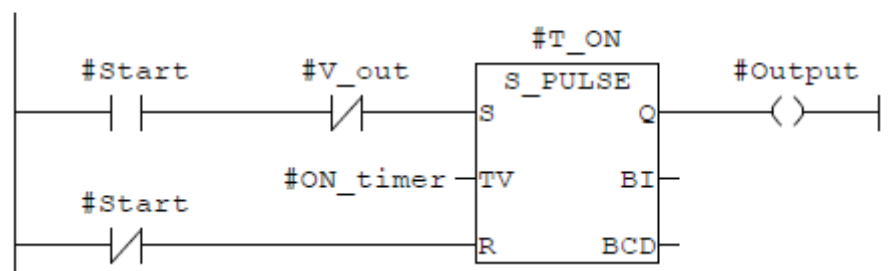 #T_ON
#Start #V_out #Output
S_PULSE
S Q
#ON_timer TV BI
#Start
R BCD